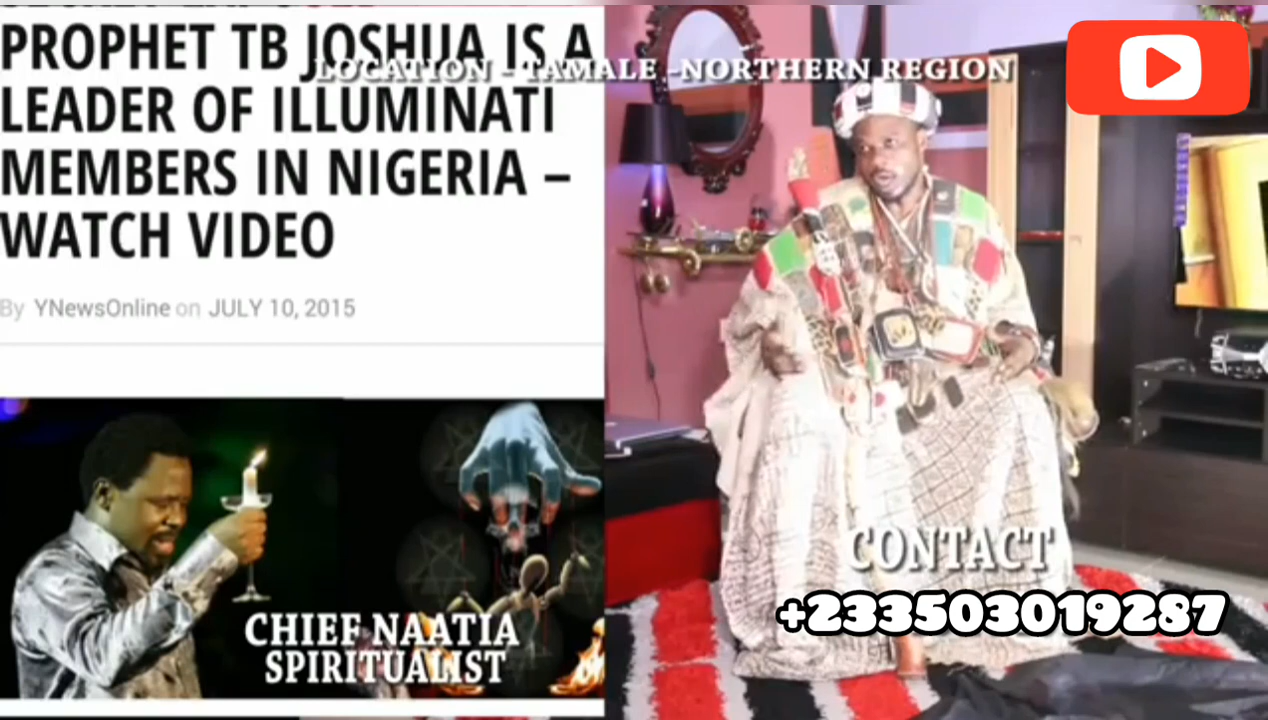 PROPHET TB JOSHUA IS A
LEADER OF ILLUMINATI
MEMBERS IN NIGERIA –
WATCH VIDEO
By YNewsOnline on JULY 10, 2015
LOCATION - TAMALE -NORTHERN REGION
CHIEF NAATIA
SPIRITUALIST
CONTACT
+233503019287